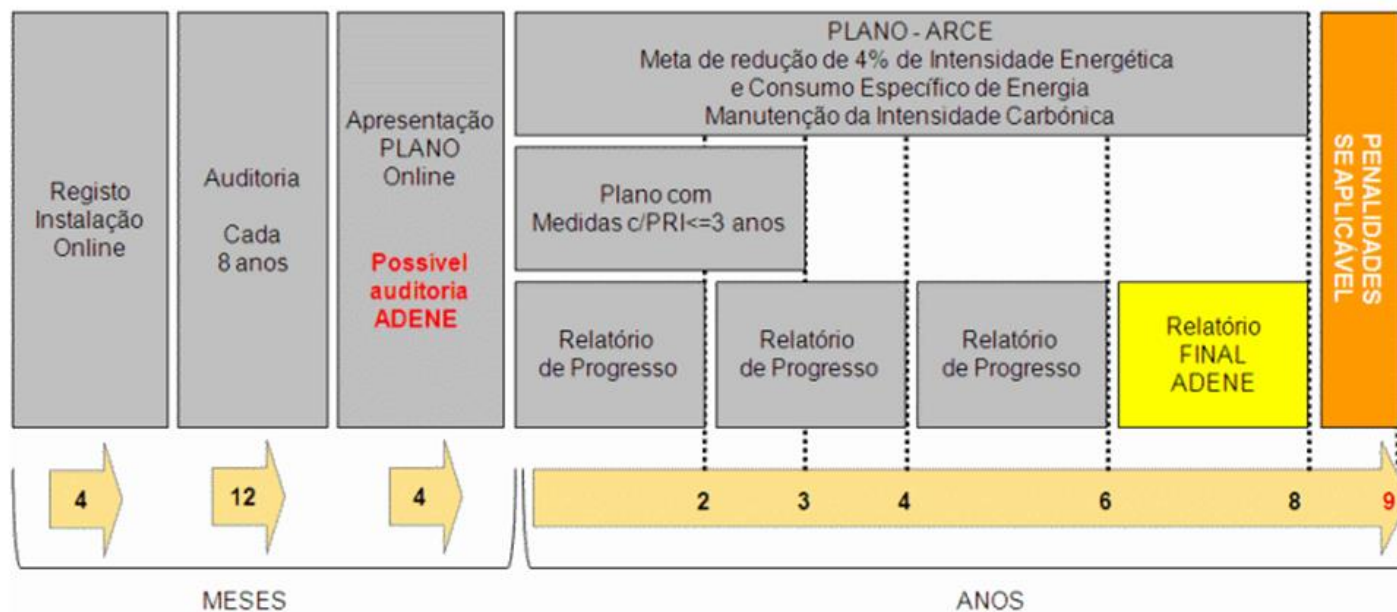 Registo
Instalação
Online
Auditoria
Cada
8 anos
Apresentação
PLANO
Online
Possivel
auditoria
ADENE
PLANO - ARCE
Meta de redução de 4% de Intensidade Energética
e Consumo Específico de Energia
Manutenção da Intensidade Carbónica
Plano com
Medidas c/PRI<=3 anos
Relatório
de Progresso
Relatório
de Progresso
Relatório
de Progresso
Relatório
FINAL
ADENE
PENALIDADES
SE APLICÁVEL
4
12
4
2
3
4
6
8
9
MESES
ANOS